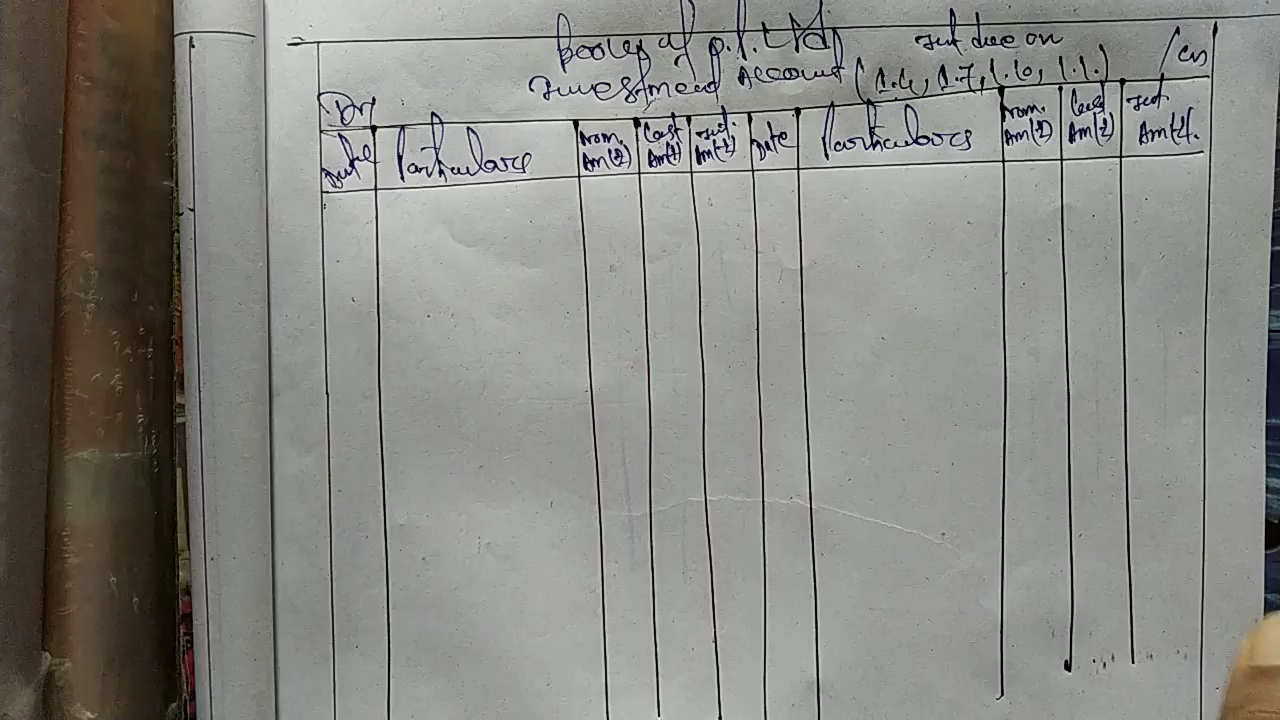 Books of P.I. Ltd
Int due on
Investment Account (1.4, 1.7, 1.10, 1.1.)
Dr
/Cr
Date Particulars Nom. Am(₹) Cost Am(₹) Int. Am(₹) Date Particulars Nom. Am(₹) Cost Am(₹) Int. Am(₹).